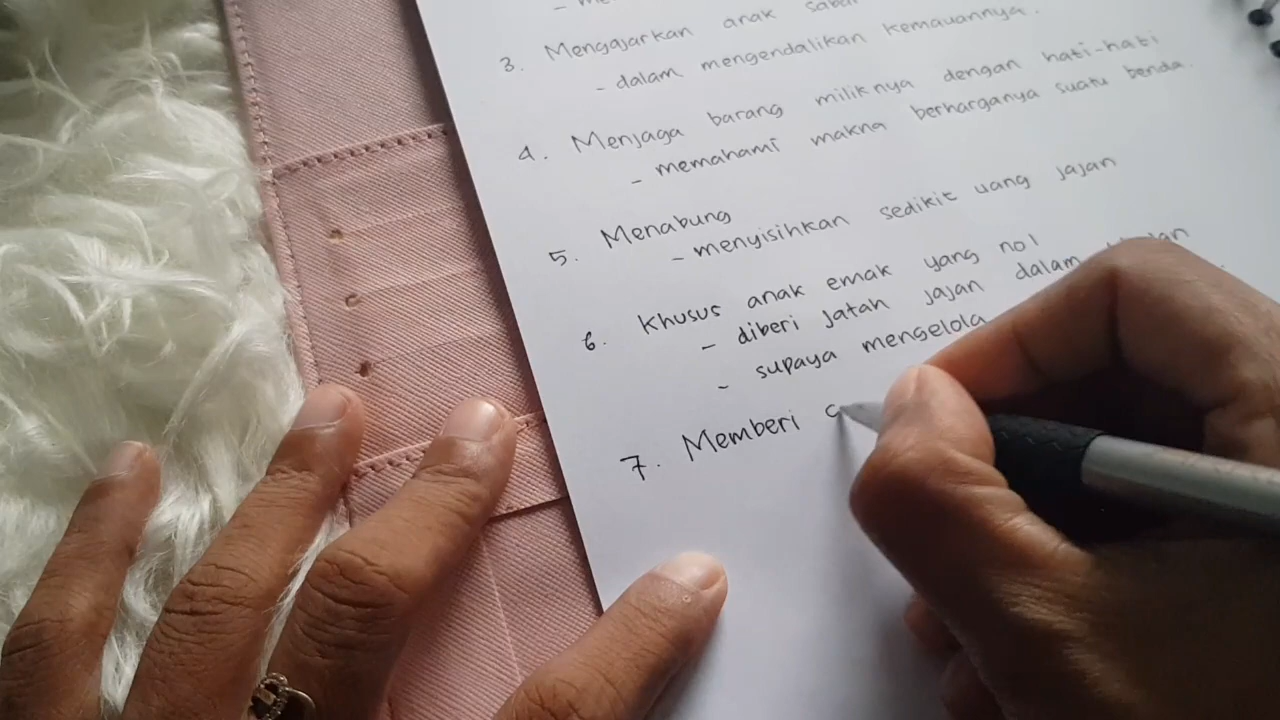 3. Mengajarkan anak sabar
- dalam mengendalikan kemauannya.
4. Menjaga barang miliknya dengan hati-hati
- memahami makna berharganya suatu benda.
5. Menabung
- menyisihkan sedikit uang jajan
6. Khusus anak emak yang no 1
- diberi jatah jajan dalam
- supaya mengelola
7. Memberi